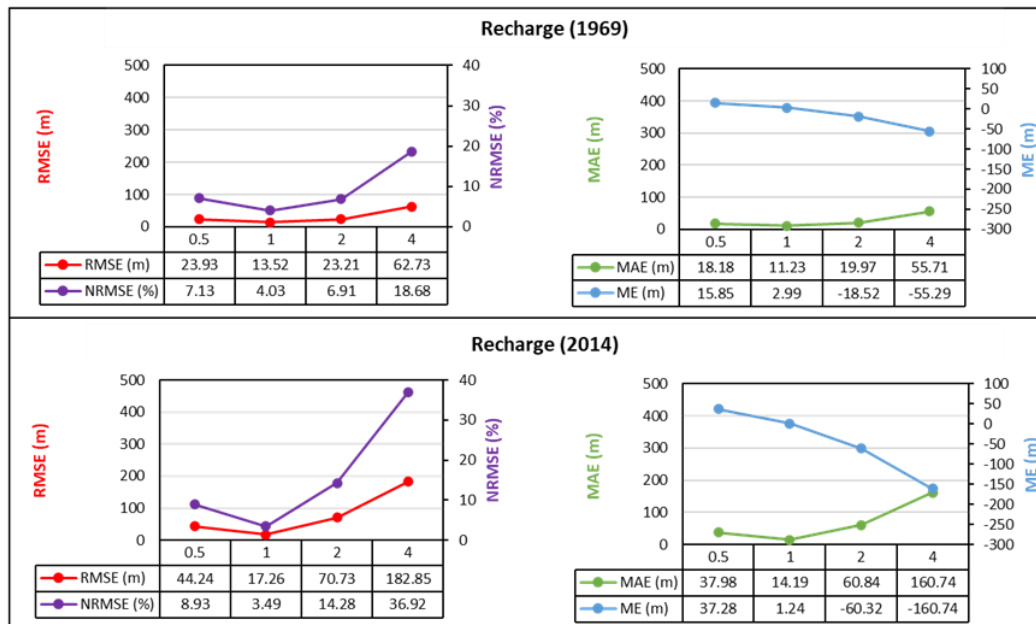 Recharge (1969)
500 400 300 200 100 0
RMSE (m)
40 30 20 10 0
NRMSE (%)
0.5 1 2 4
RMSE (m) 23.93 13.52 23.21 62.73
NRMSE (%) 7.13 4.03 6.91 18.68
500 400 300 200 100 0
MAE (m)
100 50 0 -50 -100 -150 -200 -250 -300
ME (m)
0.5 1 2 4
MAE (m) 18.18 11.23 19.97 55.71
ME (m) 15.85 2.99 -18.52 -55.29
Recharge (2014)
500 400 300 200 100 0
RMSE (m)
40 30 20 10 0
NRMSE (%)
0.5 1 2 4
RMSE (m) 44.24 17.26 70.73 182.85
NRMSE (%) 8.93 3.49 14.28 36.92
500 400 300 200 100 0
MAE (m)
100 50 0 -50 -100 -150 -200 -250 -300
ME (m)
0.5 1 2 4
MAE (m) 37.98 14.19 60.84 160.74
ME (m) 37.28 1.24 -60.32 -160.74